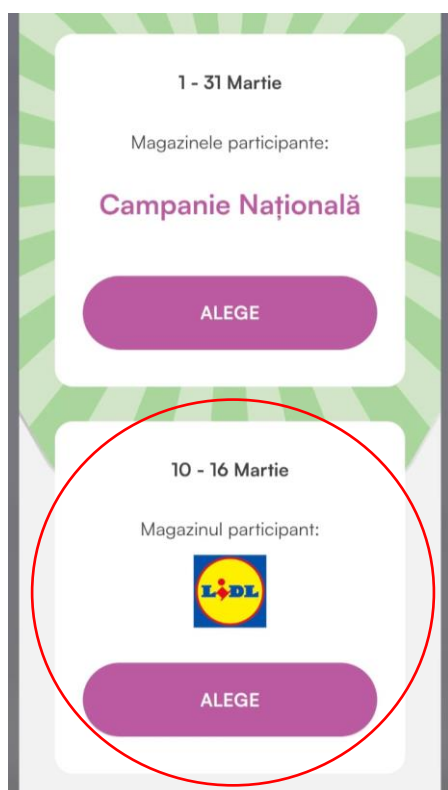 1 - 31 Martie
Magazinele participante:
Campanie Națională
ALEGE
10 - 16 Martie
Magazinul participant:
LIDL
ALEGE